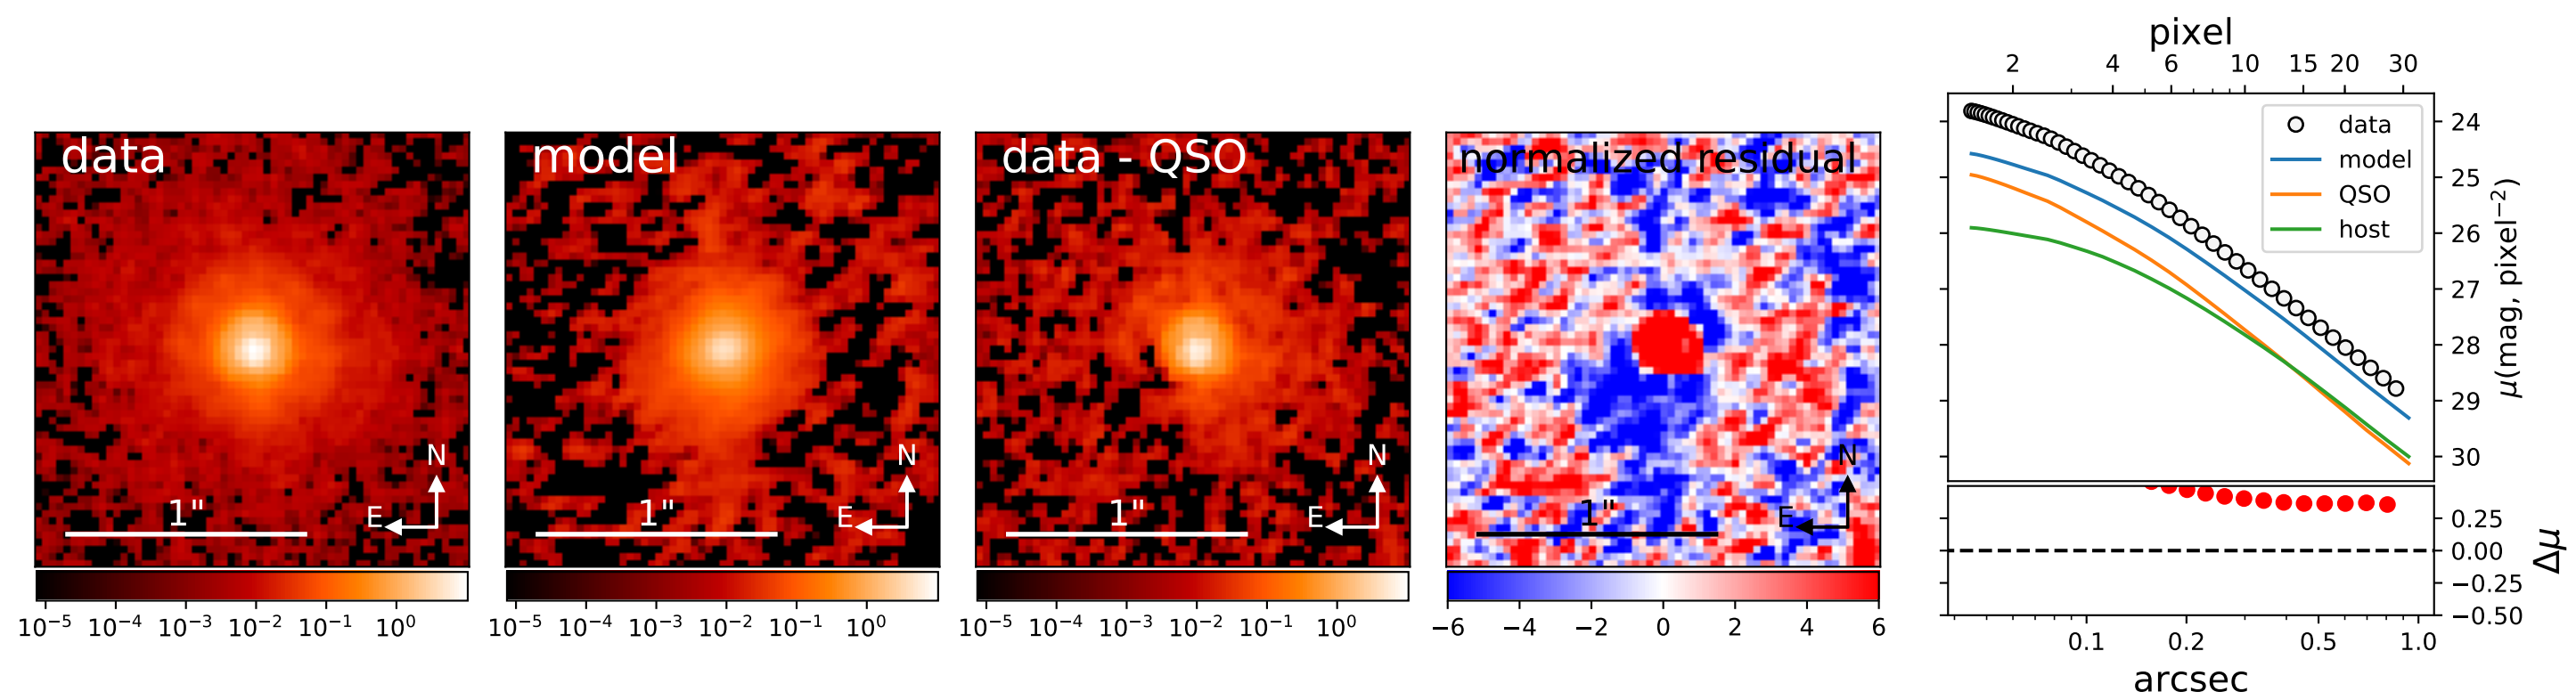 data
N
E
1"
10⁻⁵ 10⁻⁴ 10⁻³ 10⁻² 10⁻¹ 10⁰
model
N
E
1"
10⁻⁵ 10⁻⁴ 10⁻³ 10⁻² 10⁻¹ 10⁰
data - QSO
N
E
1"
10⁻⁵ 10⁻⁴ 10⁻³ 10⁻² 10⁻¹ 10⁰
normalized residual
N
E
1"
−6 −4 −2 0 2 4 6
pixel
2 4 6 10 15 20 30
data
model
QSO
host
24
25
26
27
28
29
30
μ(mag, pixel⁻²)
0.25
0.00
−0.25
−0.50
Δμ
0.1 0.2 0.5 1.0
arcsec